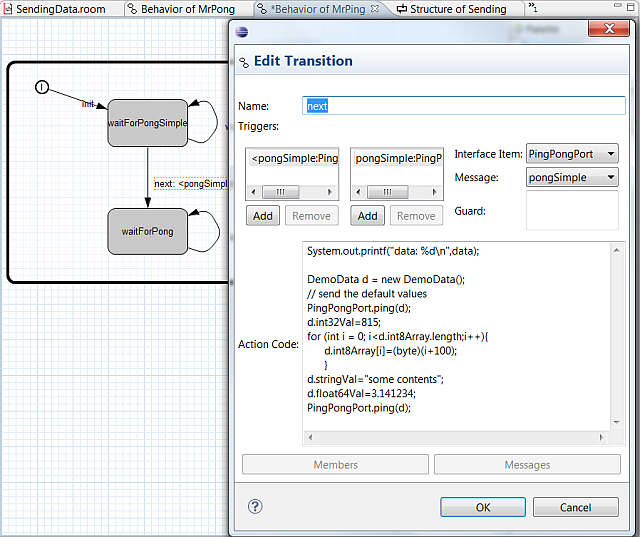 SendingData.room
Behavior of MrPong
*Behavior of MrPing
Structure of Sending
»1
I
init
waitForPongSimple
next: <pongSimpl
waitForPong
Edit Transition
Name:
next
Triggers:
<pongSimple:Ping
pongSimple:PingP
Add
Remove
Add
Remove
Interface Item:
PingPongPort
Message:
pongSimple
Guard:
Action Code:
System.out.printf("data: %d\n",data);
DemoData d = new DemoData();
// send the default values
PingPongPort.ping(d);
d.int32Val=815;
for (int i = 0; i<d.int8Array.length;i++){
d.int8Array[i]=(byte)(i+100);
}
d.stringVal="some contents";
d.float64Val=3.141234;
PingPongPort.ping(d);
Members
Messages
?
OK
Cancel